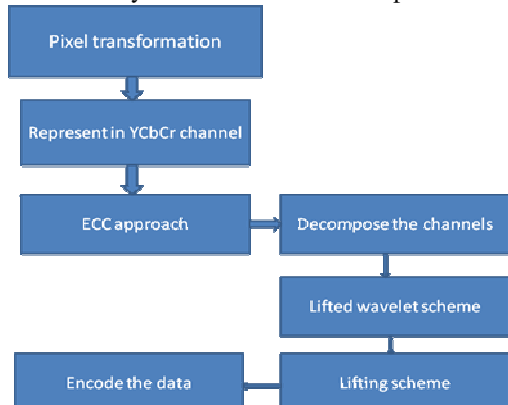 Pixel transformation
Represent in YCbCr channel
ECC approach
Decompose the channels
Lifted wavelet scheme
Lifting scheme
Encode the data